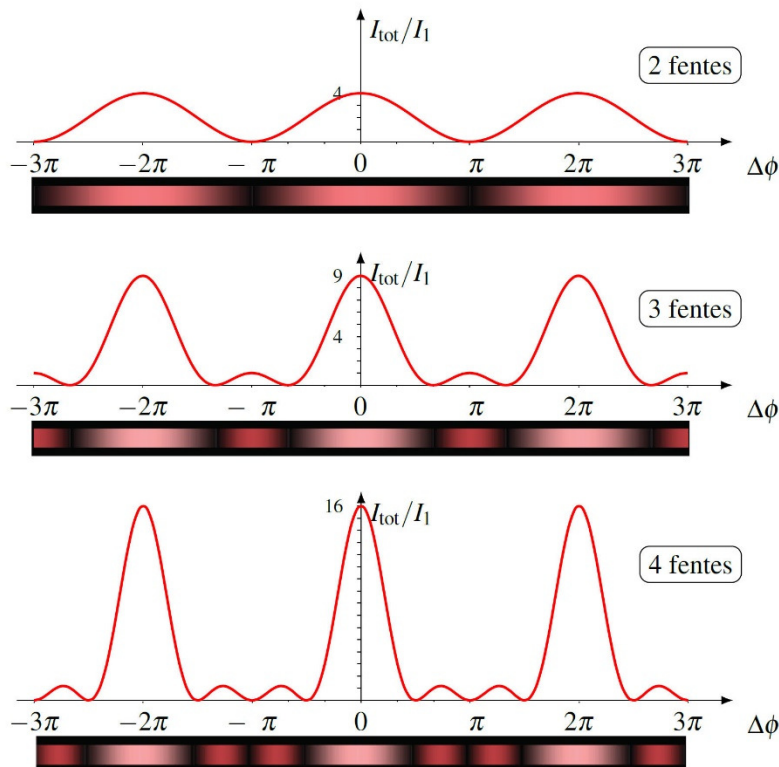 I_tot/I_1
2 fentes
4
−3π −2π − π 0 π 2π 3π Δϕ
9 I_tot/I_1
3 fentes
4
−3π −2π − π 0 π 2π 3π Δϕ
16 I_tot/I_1
4 fentes
−3π −2π − π 0 π 2π 3π Δϕ